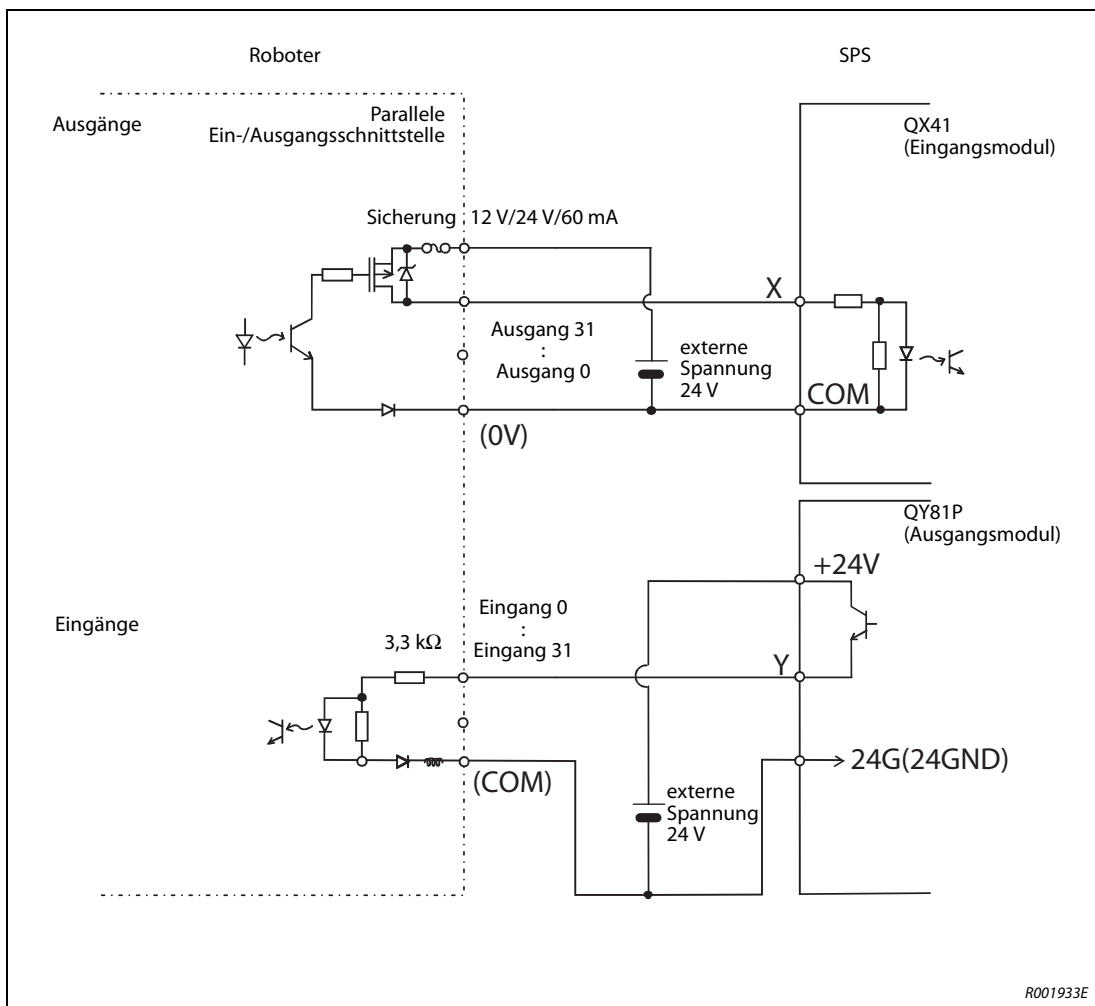 Roboter
SPS
Ausgänge
Parallele
Ein-/Ausgangsschnittstelle
QX41
(Eingangsmodul)
Sicherung
12 V/24 V/60 mA
X
Ausgang 31
:
Ausgang 0
externe
Spannung
24 V
COM
(0V)
QY81P
(Ausgangsmodul)
+24V
Eingänge
Eingang 0
:
Eingang 31
3,3 kΩ
Y
(COM)
24G(24GND)
externe
Spannung
24 V
R001933E